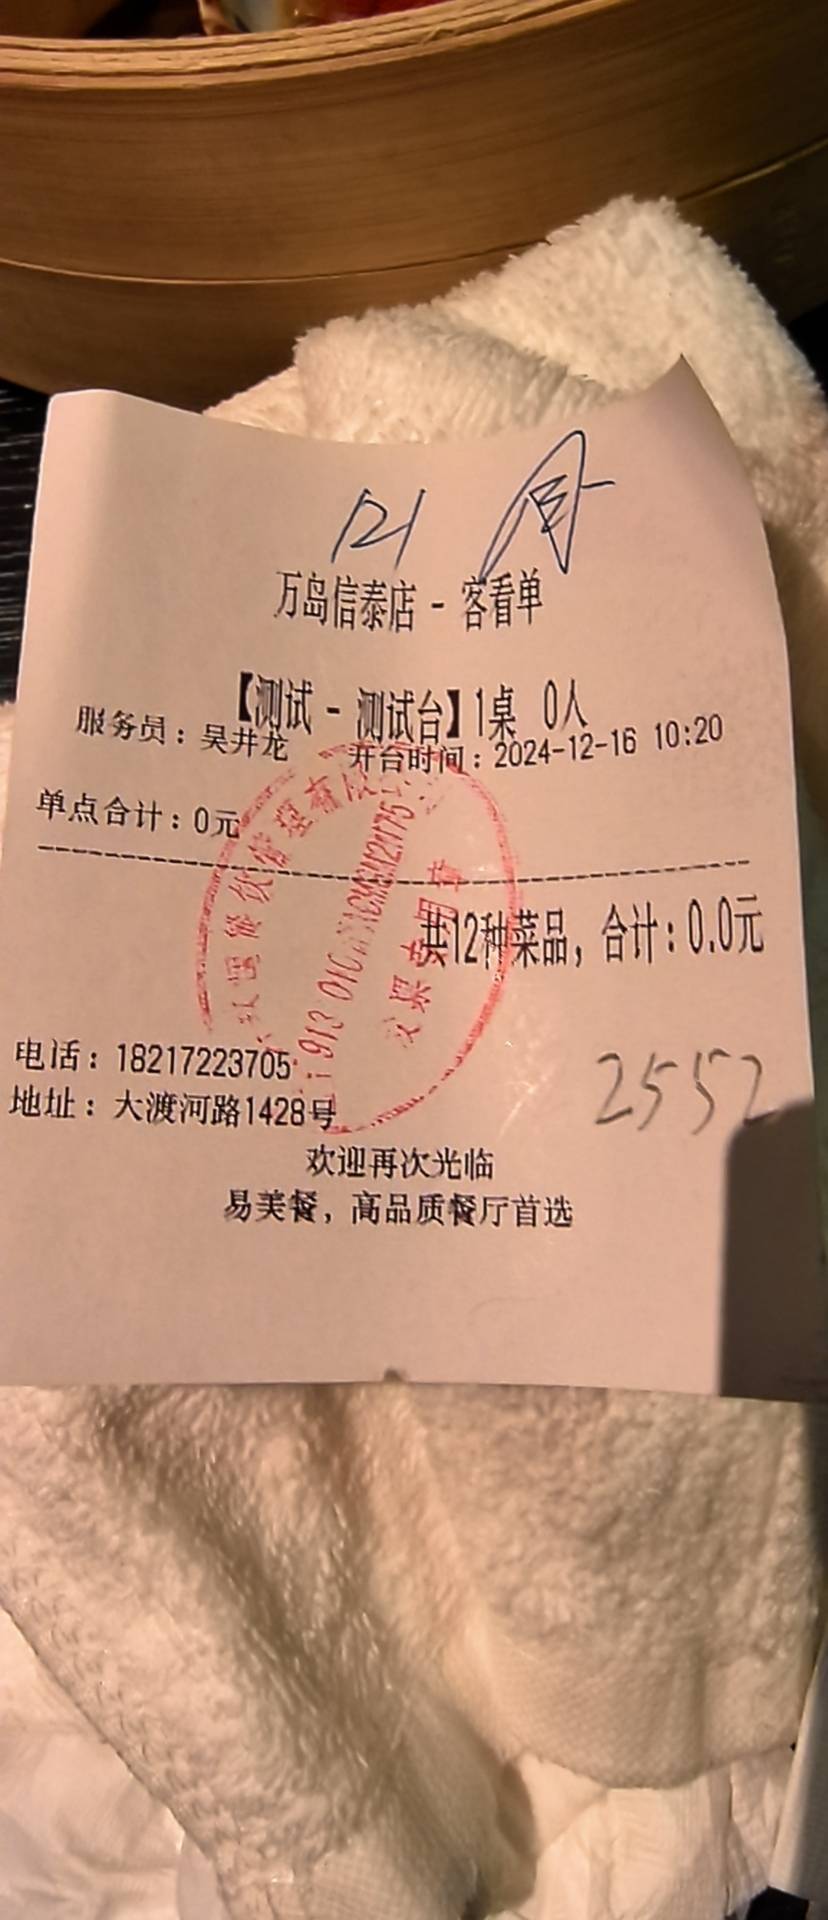 121
万岛信泰店 - 客看单
【测试 - 测试台】1桌 0人
服务员：吴井龙 开台时间：2024-12-16 10:20
单点合计：0元
共12种菜品，合计：0.0元
电话：18217223705
地址：大渡河路1428号
2552
欢迎再次光临
易美餐，高品质餐厅首选